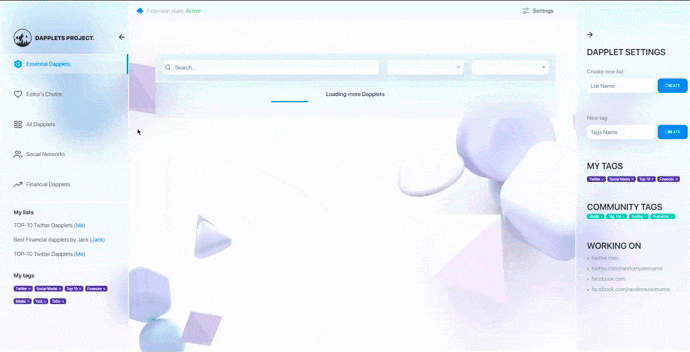 DAPPLETS PROJECT.
Essential Dapplets
Editor's Choice
All Dapplets
Social Networks
Financial Dapplets
My lists
TOP-10 Twitter Dapplets (Me)
Best Financial dapplets by Jack (Jack)
TOP-10 Twitter Dapplets (Me)
My tags
Twitter × Social Media × Top 10 × Finances ×
Extension state: Active
Settings
Search...
Loading more Dapplets
DAPPLET SETTINGS
Create new list
List Name CREATE
New tag
Tags Name CREATE
MY TAGS
Twitter × Social Media × Top 10 × Finances ×
COMMUNITY TAGS
WORKING ON
twitter.com
twitter.com/randomusername
facebook.com
facebook.com/randomusername